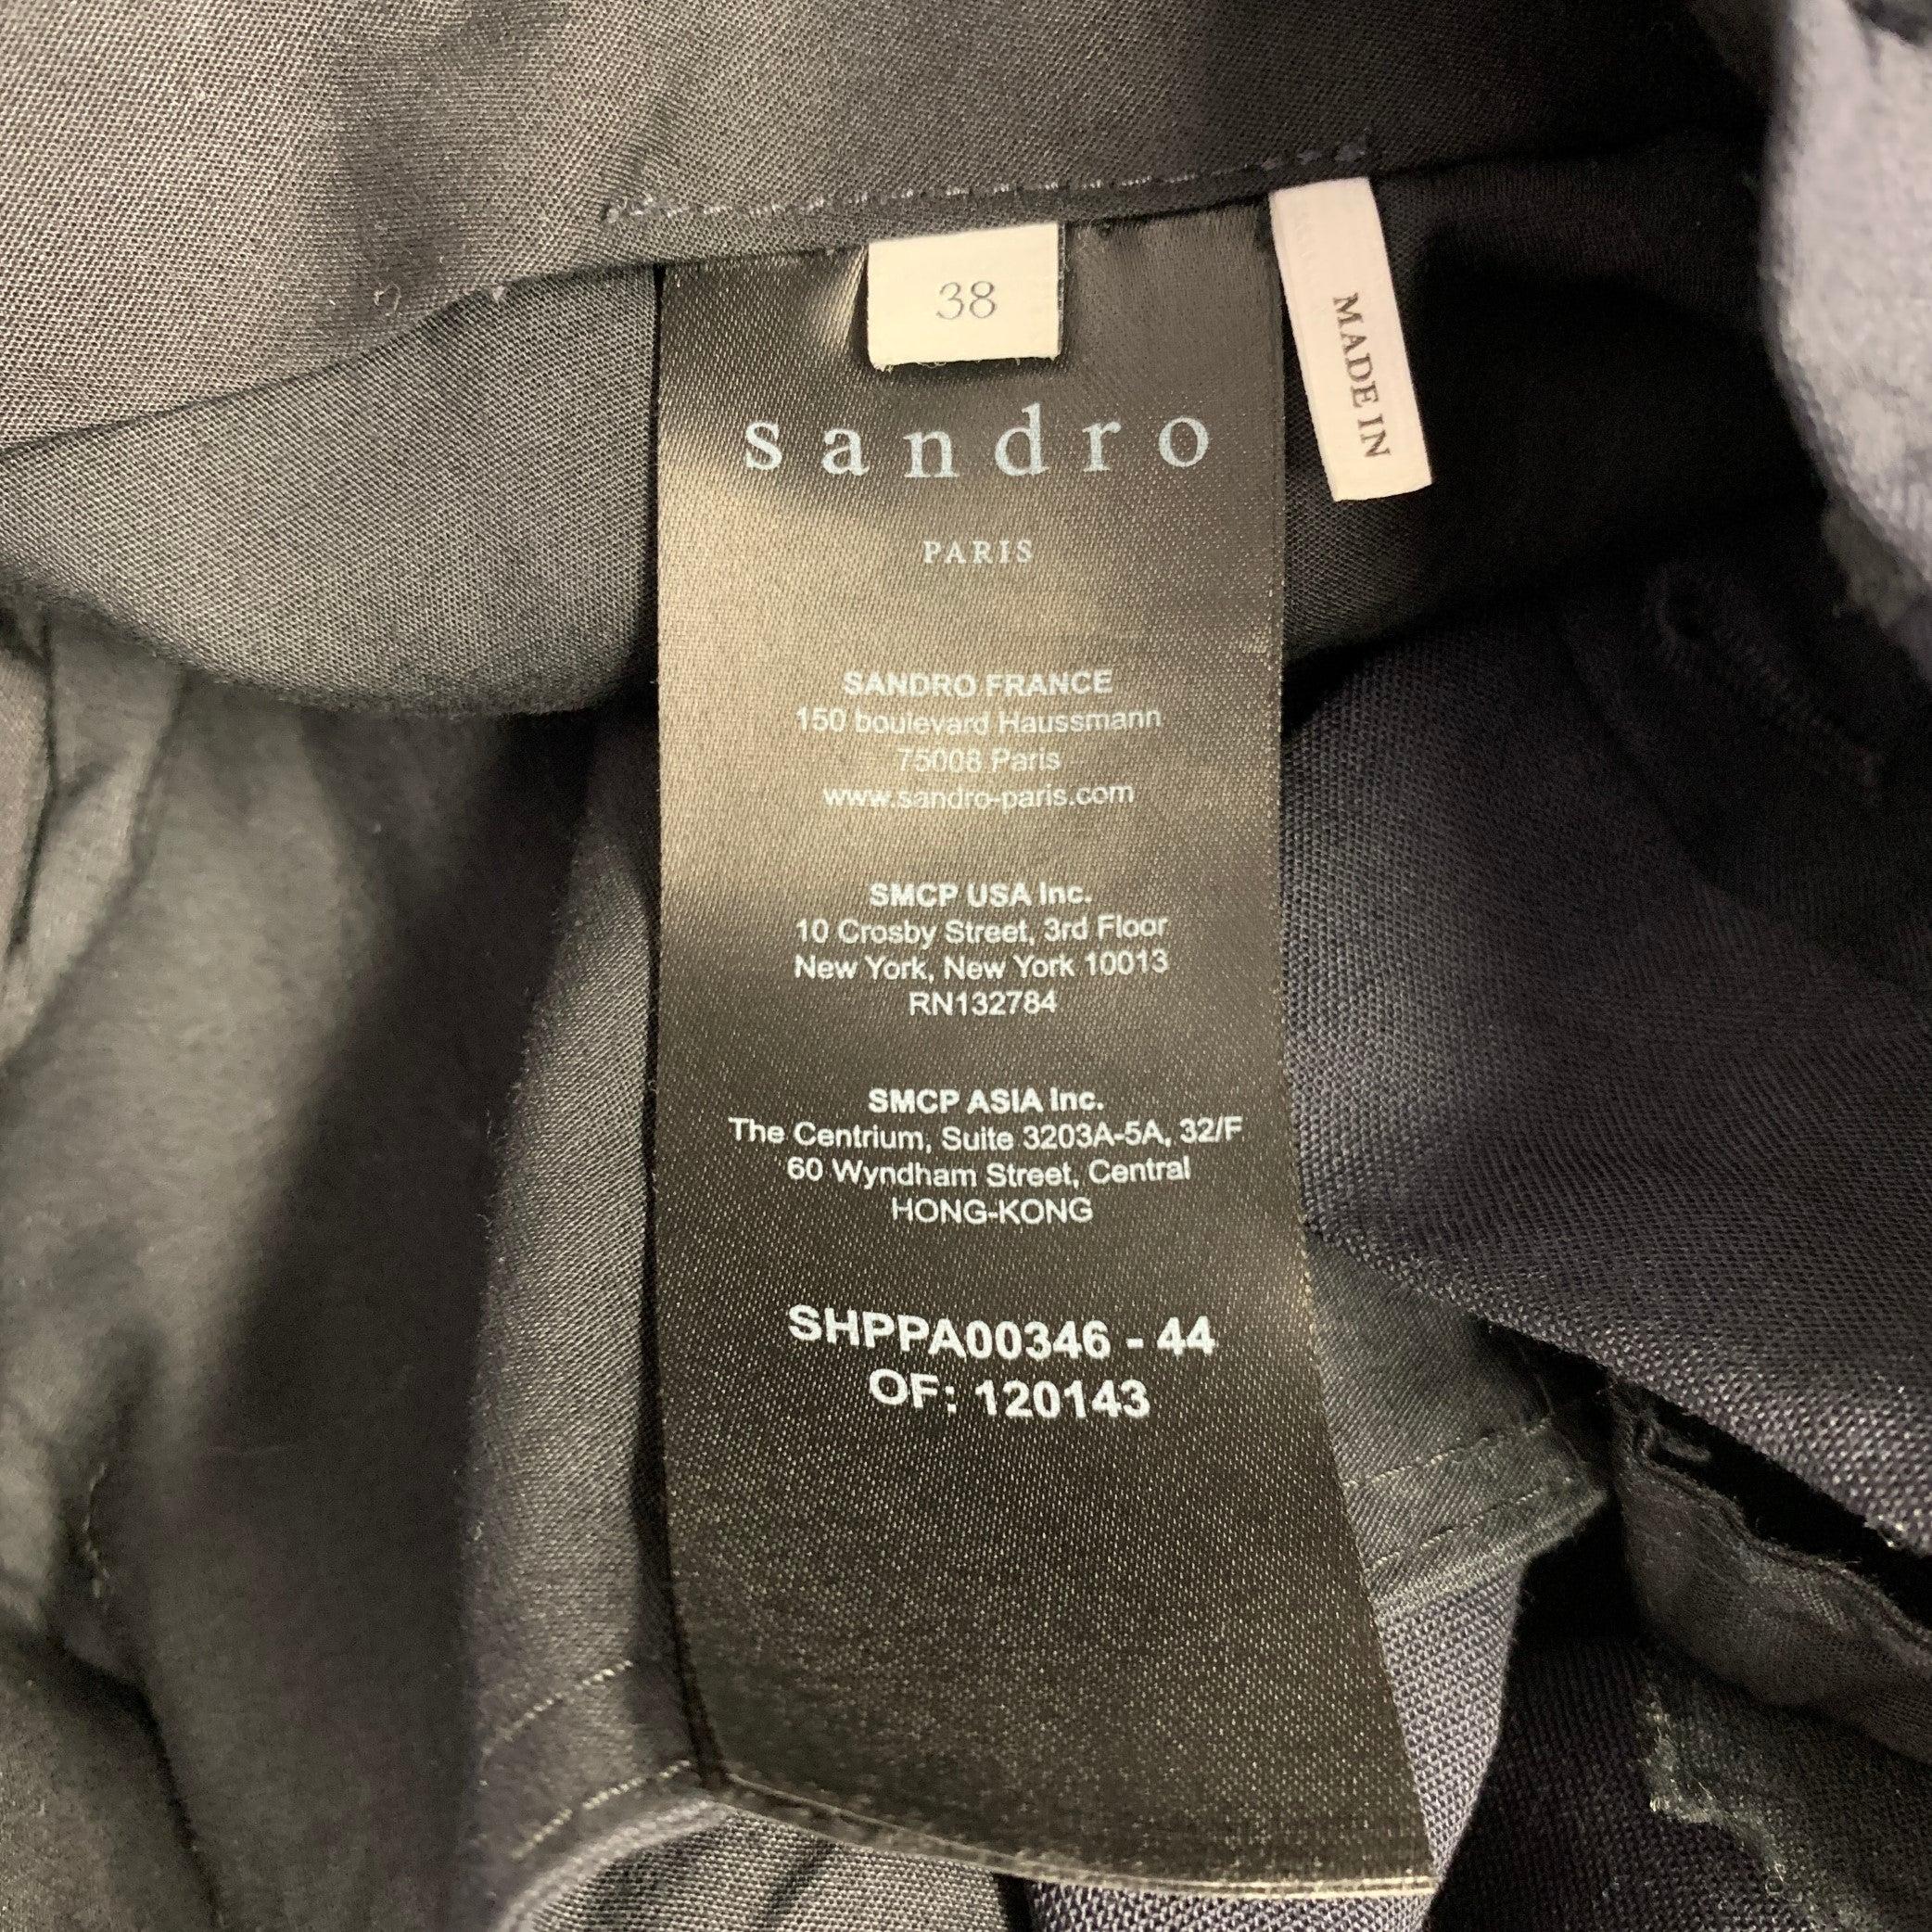 38
MADE IN
sandro
PARIS
SANDRO FRANCE
150 boulevard Haussmann
75008 Paris
www.sandro-paris.com
SMCP USA Inc.
10 Crosby Street, 3rd Floor
New York, New York 10013
RN132784
SMCP ASIA Inc.
The Centrium, Suite 3203A-5A, 32/F
60 Wyndham Street, Central
HONG-KONG
SHPPA00346 - 44
OF: 120143